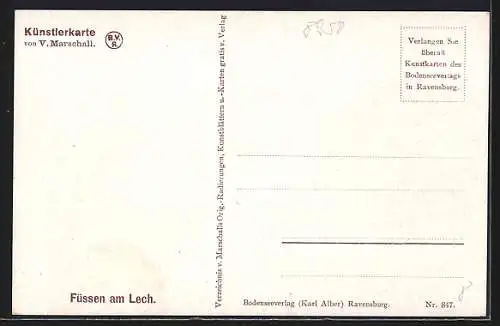 Künstlerkarte
von V. Marschall.
B.V.
R.
Verlangen Sie
überall
Kunstkarten des
Bodenseeverlags
in Ravensburg.
Verzeichnis v. Marschall's Orig.-Radierungen, Kunstblättern u.-Karten gratis v. Verlag
Füssen am Lech.
Bodenseeverlag (Karl Alber) Ravensburg.
Nr. 847.